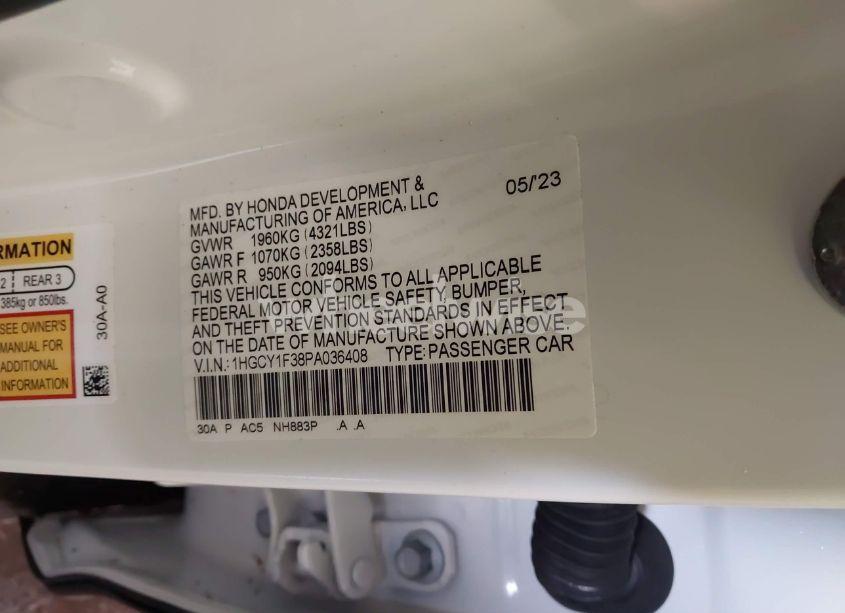 MFD. BY HONDA DEVELOPMENT &
MANUFACTURING OF AMERICA, LLC
05/'23
GVWR 1960KG (4321LBS)
GAWR F 1070KG (2358LBS)
GAWR R 950KG (2094LBS)
THIS VEHICLE CONFORMS TO ALL APPLICABLE
FEDERAL MOTOR VEHICLE SAFETY, BUMPER,
AND THEFT PREVENTION STANDARDS IN EFFECT
ON THE DATE OF MANUFACTURE SHOWN ABOVE.
V.I.N.: 1HGCY1F38PA036408 TYPE: PASSENGER CAR
30A P AC5 NH883P .A .A
2 REAR 3
385kg or 850lbs.
SEE OWNER'S
MANUAL FOR
ADDITIONAL
INFORMATION
30A-A0